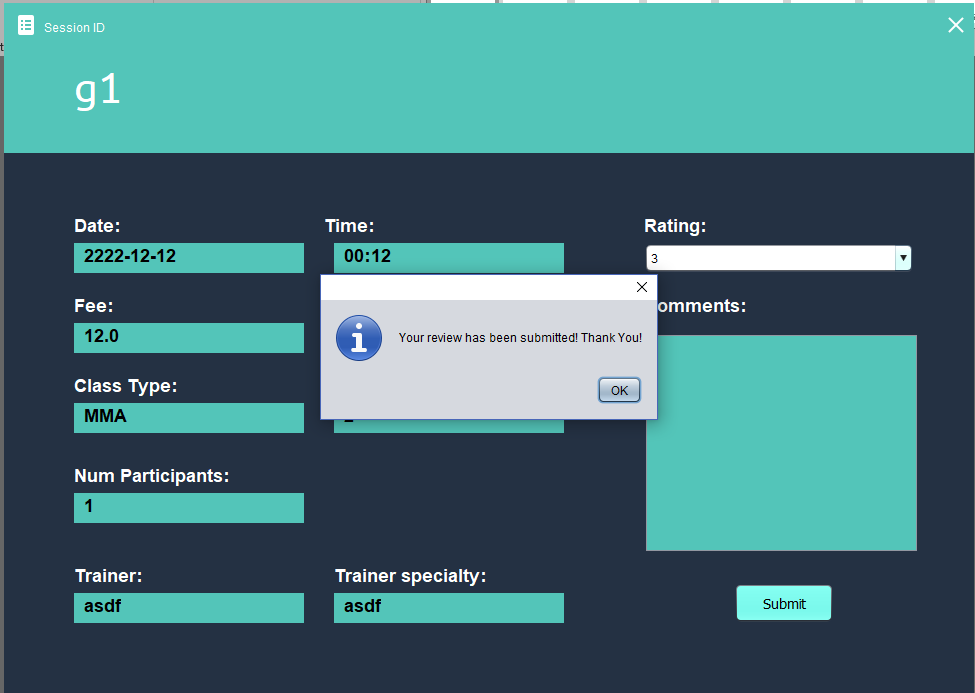 Session ID
g1
Date:
2222-12-12
Time:
00:12
Rating:
3
Fee:
12.0
Your review has been submitted! Thank You!
OK
Class Type:
MMA
Num Participants:
1
Trainer:
asdf
Trainer specialty:
asdf
Submit